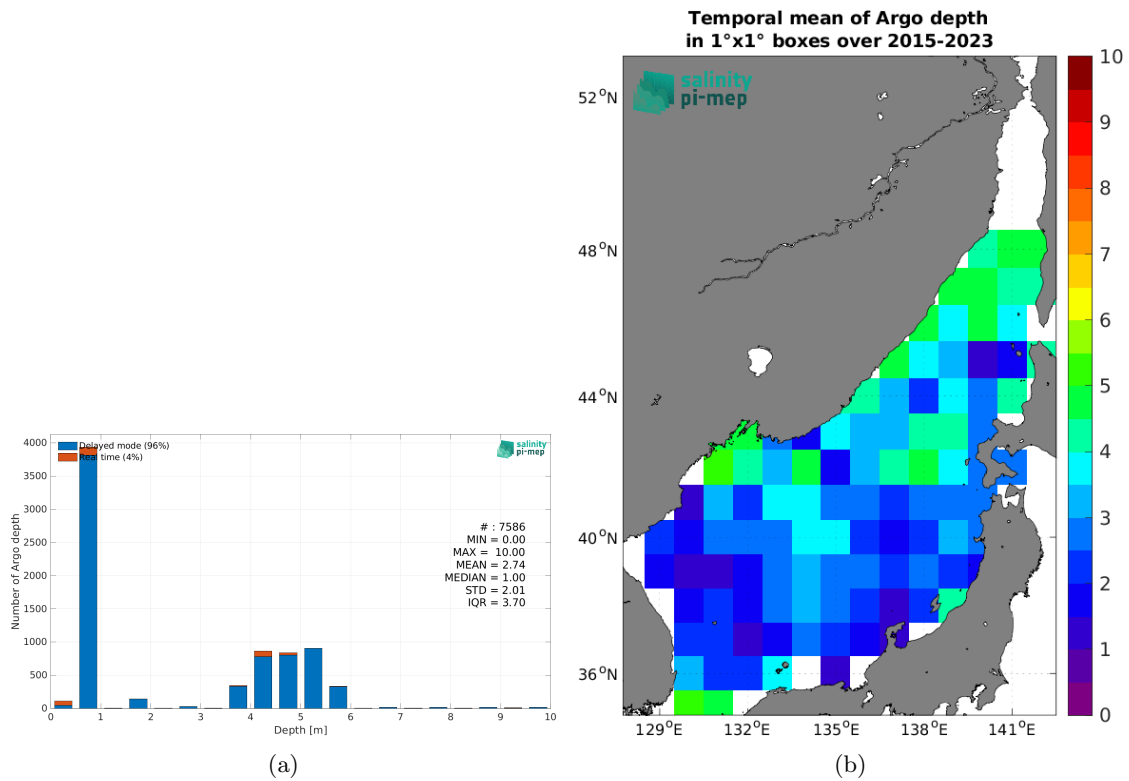 Temporal mean of Argo depth
in 1°x1° boxes over 2015-2023
salinity
pi-mep
52°N
48°N
44°N
40°N
36°N
129°E
132°E
135°E
138°E
141°E
10
9
8
7
6
5
4
3
2
1
0
4000
3500
3000
2500
2000
1500
1000
500
0
Number of Argo depth
Delayed mode (96%)
Real time (4%)
salinity
pi-mep
# : 7586
MIN = 0.00
MAX = 10.00
MEAN = 2.74
MEDIAN = 1.00
STD = 2.01
IQR = 3.70
0 1 2 3 4 5 6 7 8 9 10
Depth [m]
(a)
(b)